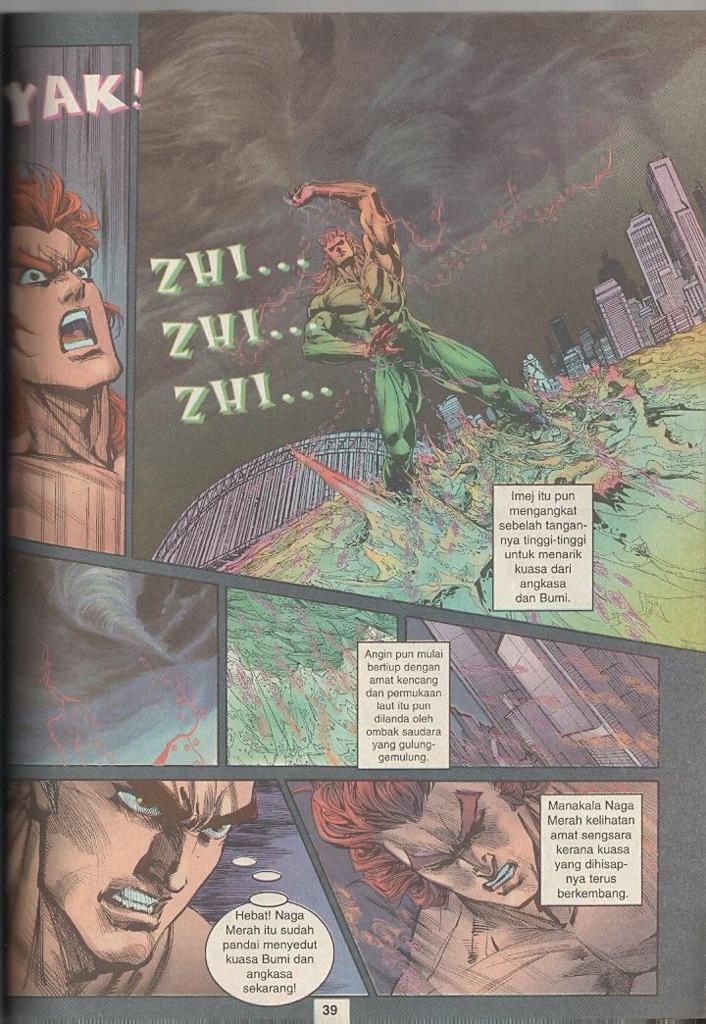 YAK!
ZHI...
ZHI...
ZHI...
Imej itu pun
mengangkat
sebelah tangan-
nya tinggi-tinggi
untuk menarik
kuasa dari
angkasa
dan Bumi.
Angin pun mulai
bertiup dengan
amat kencang
dan permukaan
laut itu pun
dilanda oleh
ombak saudara
yang gulung-
gemulung.
Hebat! Naga
Merah itu sudah
pandai menyedut
kuasa Bumi dan
angkasa
sekarang!
Manakala Naga
Merah kelihatan
amat sengsara
kerana kuasa
yang dihisap-
nya terus
berkembang.
39